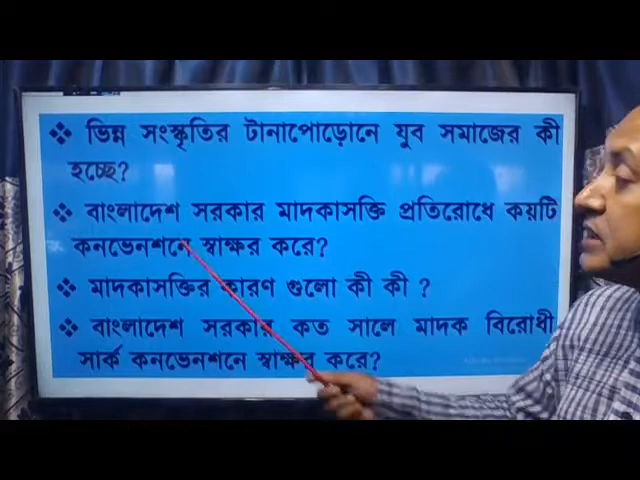 ❖ ভিন্ন সংস্কৃতির টানাপোড়োনে যুব সমাজের কী
হচ্ছে?
❖ বাংলাদেশ সরকার মাদকাসক্তি প্রতিরোধে কয়টি
কনভেনশনে স্বাক্ষর করে?
❖ মাদকাসক্তির কারণ গুলো কী কী ?
❖ বাংলাদেশ সরকার কত সালে মাদক বিরোধী
সার্ক কনভেনশনে স্বাক্ষর করে?